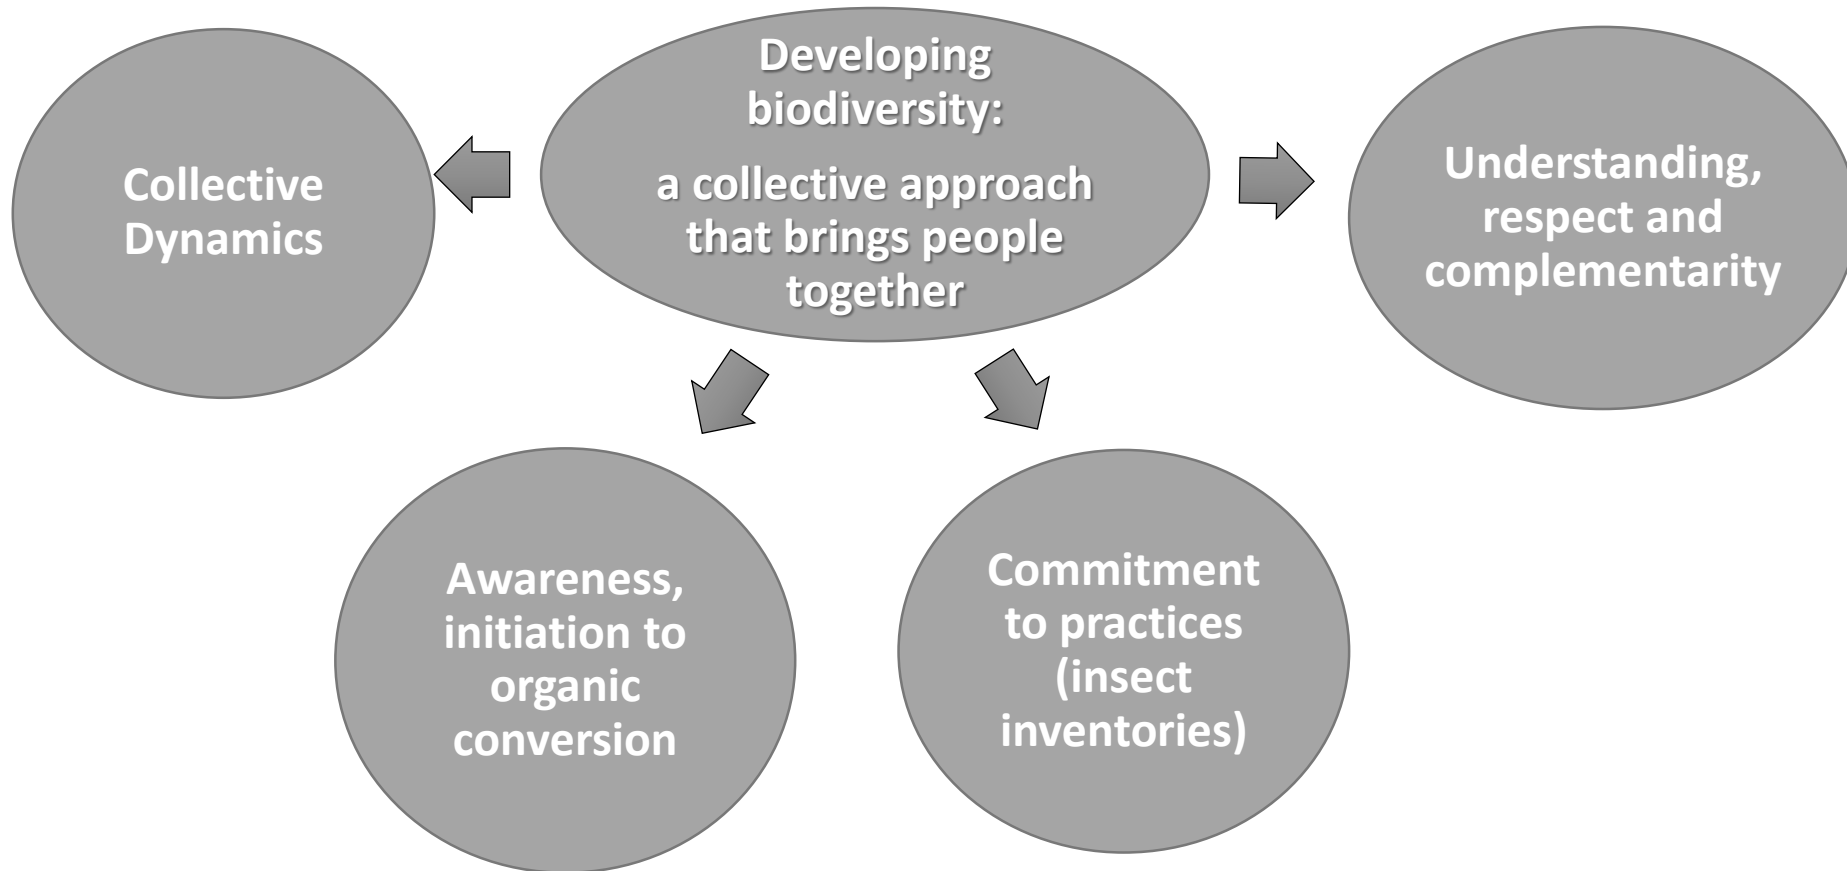 Developing
biodiversity:
a collective approach
that brings people
together
Collective
Dynamics
Understanding,
respect and
complementarity
Awareness,
initiation to
organic
conversion
Commitment
to practices
(insect
inventories)